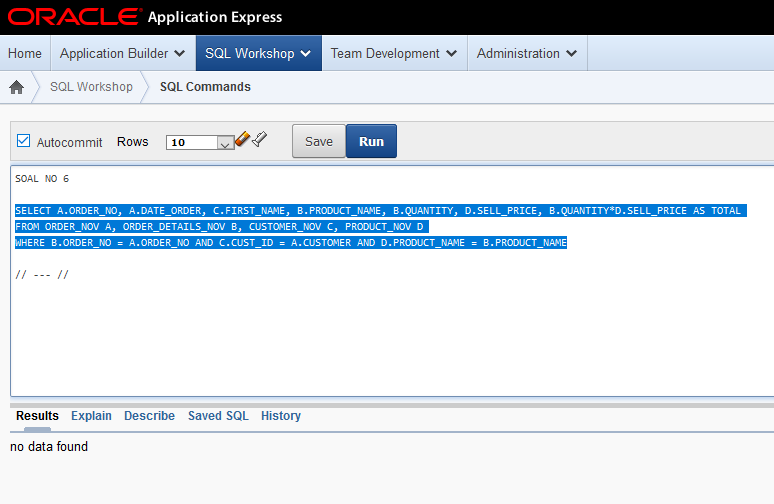 ORACLE Application Express
Home Application Builder SQL Workshop Team Development Administration
SQL Workshop SQL Commands
Autocommit Rows 10 Save Run
SOAL NO 6
SELECT A.ORDER_NO, A.DATE_ORDER, C.FIRST_NAME, B.PRODUCT_NAME, B.QUANTITY, D.SELL_PRICE, B.QUANTITY*D.SELL_PRICE AS TOTAL
FROM ORDER_NOV A, ORDER_DETAILS_NOV B, CUSTOMER_NOV C, PRODUCT_NOV D
WHERE B.ORDER_NO = A.ORDER_NO AND C.CUST_ID = A.CUSTOMER AND D.PRODUCT_NAME = B.PRODUCT_NAME
// --- //
Results Explain Describe Saved SQL History
no data found